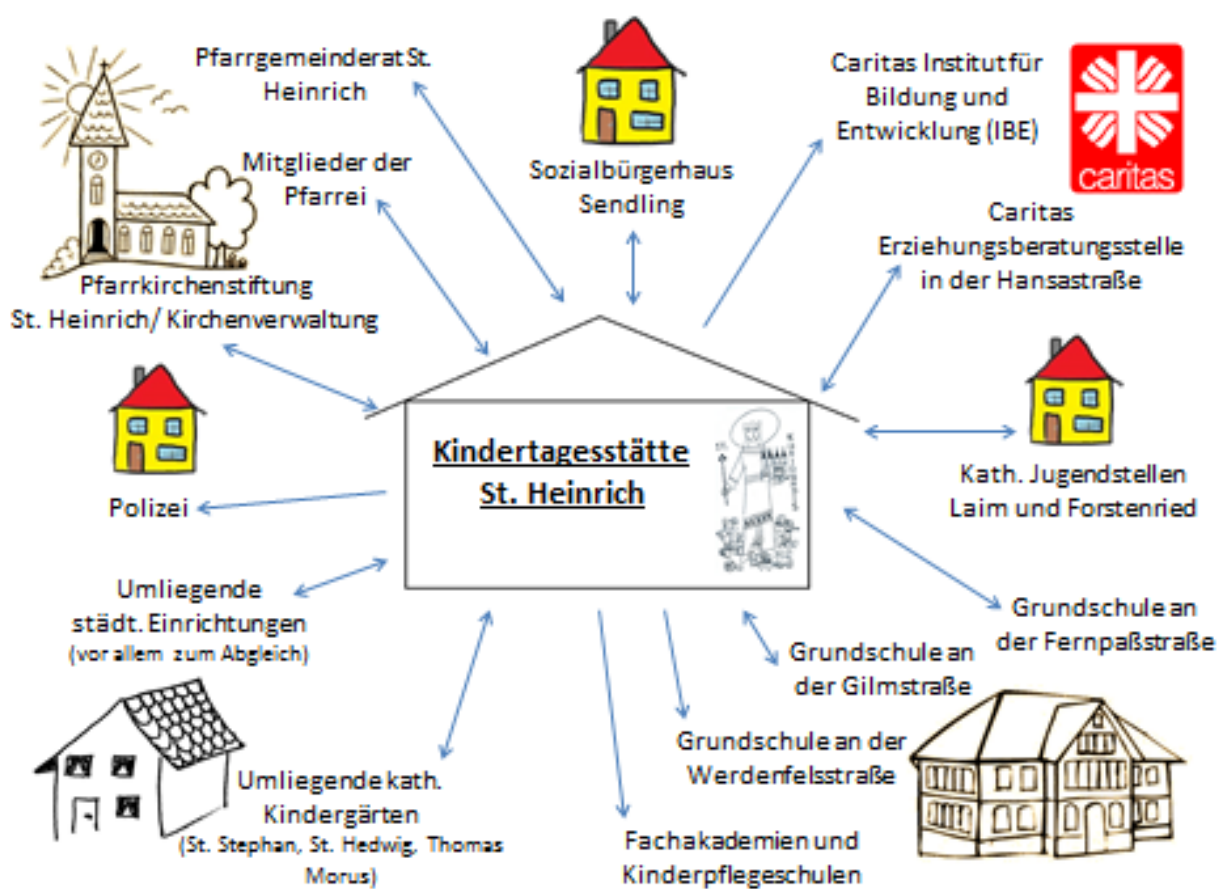 Pfarrgemeinderat St.
Heinrich
Mitglieder der
Pfarrei
Pfarrkirchenstiftung
St. Heinrich/ Kirchenverwaltung
Sozialbürgerhaus
Sendling
Caritas Institut für
Bildung und
Entwicklung (IBE)
caritas
Caritas
Erziehungsberatungsstelle
in der Hansastraße
Kindertagesstätte
St. Heinrich
Polizei
Kath. Jugendstellen
Laim und Forstenried
Umliegende
städt. Einrichtungen
(vor allem zum Abgleich)
Grundschule an
der Fernpaßstraße
Grundschule an
der Gilmstraße
Grundschule an der
Werdenfelsstraße
Umliegende kath.
Kindergärten
(St. Stephan, St. Hedwig, Thomas
Morus)
Fachakademien und
Kinderpflegeschulen